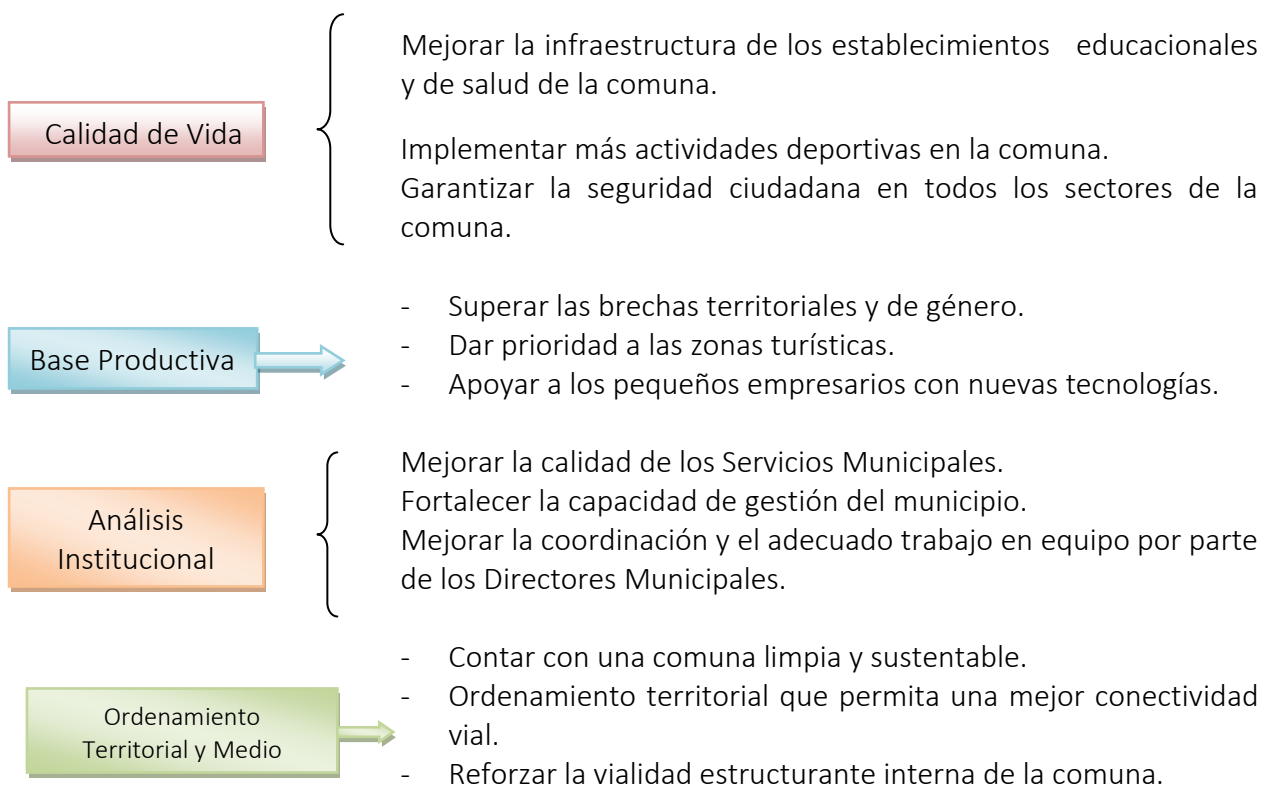 Mejorar la infraestructura de los establecimientos educacionales
y de salud de la comuna.
Calidad de Vida
Implementar más actividades deportivas en la comuna.
Garantizar la seguridad ciudadana en todos los sectores de la
comuna.
- Superar las brechas territoriales y de género.
Base Productiva
- Dar prioridad a las zonas turísticas.
- Apoyar a los pequeños empresarios con nuevas tecnologías.
Análisis
Institucional
Mejorar la calidad de los Servicios Municipales.
Fortalecer la capacidad de gestión del municipio.
Mejorar la coordinación y el adecuado trabajo en equipo por parte
de los Directores Municipales.
Ordenamiento
Territorial y Medio
- Contar con una comuna limpia y sustentable.
- Ordenamiento territorial que permita una mejor conectividad
vial.
- Reforzar la vialidad estructurante interna de la comuna.